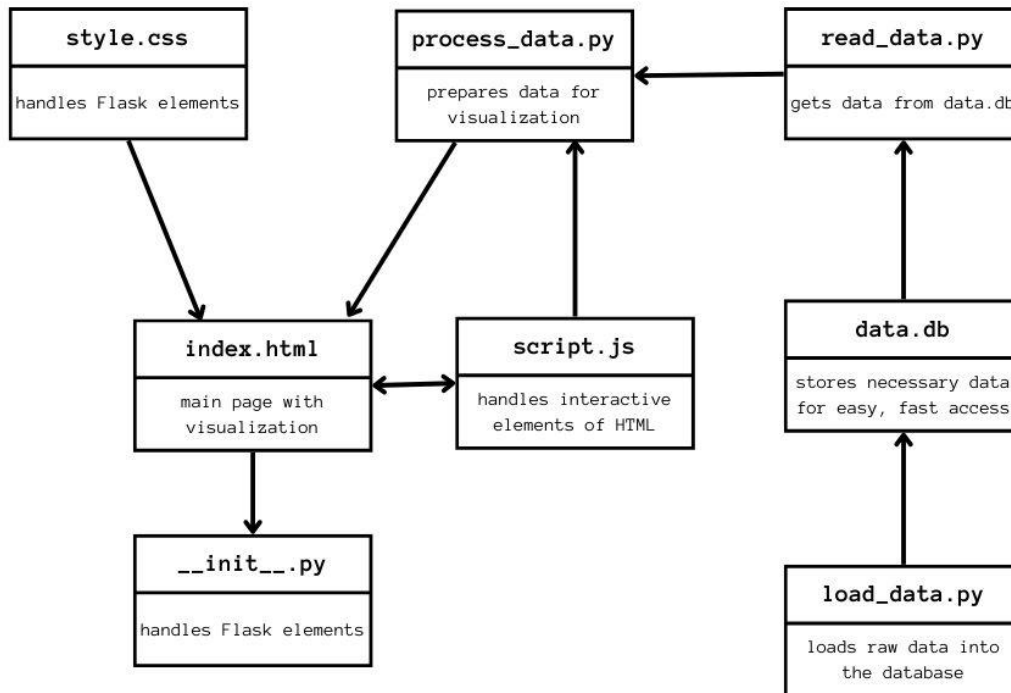 style.css
handles Flask elements
process_data.py
prepares data for
visualization
read_data.py
gets data from data.db
index.html
main page with
visualization
script.js
handles interactive
elements of HTML
data.db
stores necessary data
for easy, fast access
__init__.py
handles Flask elements
load_data.py
loads raw data into
the database